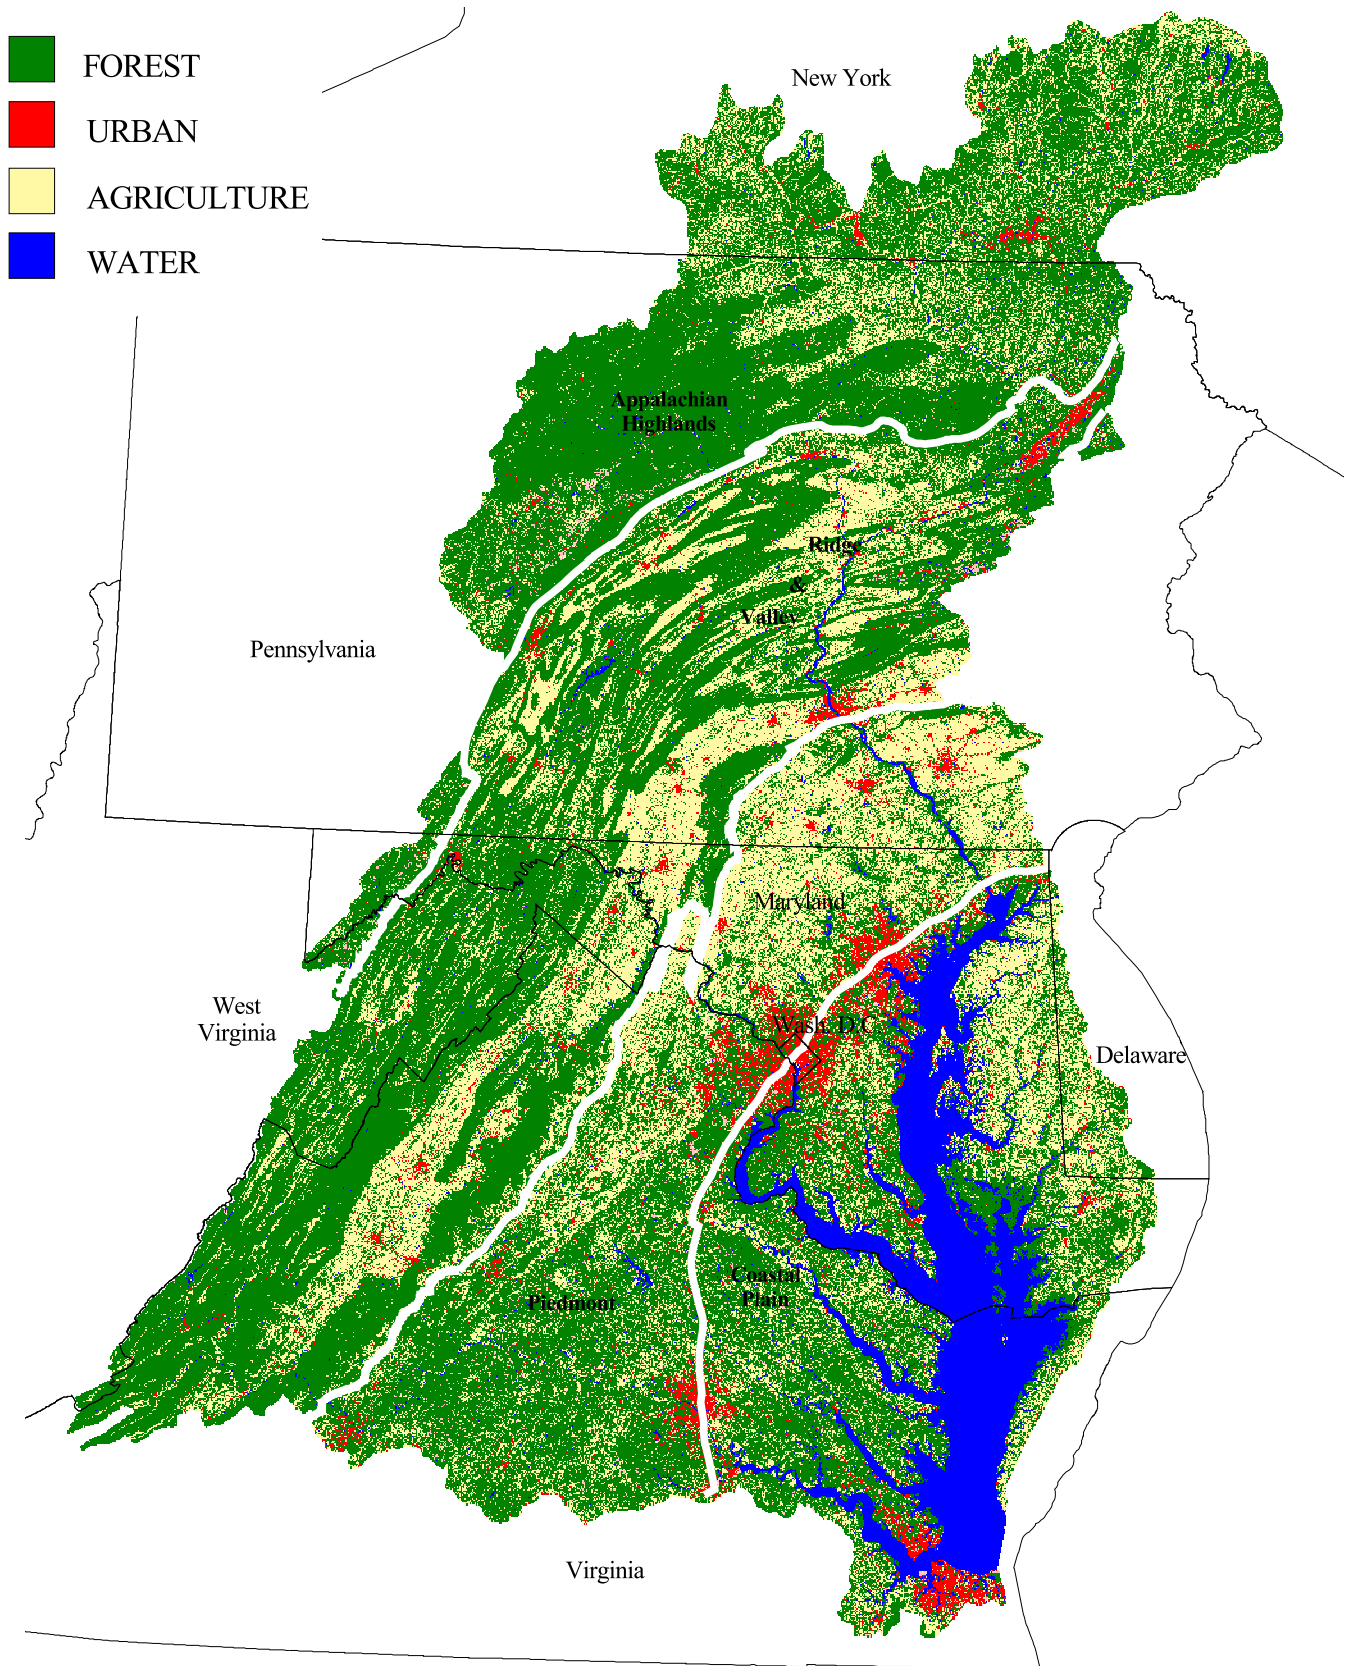 FOREST
URBAN
AGRICULTURE
WATER
New York
Appalachian
Highlands
Ridge
&
Valley
Pennsylvania
Maryland
West
Virginia
Wash. D.C.
Delaware
Coastal
Plain
Piedmont
Virginia